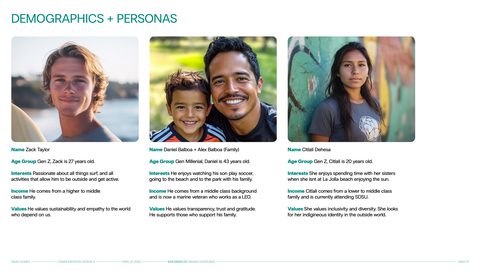 DEMOGRAPHICS + PERSONAS
Name Zack Taylor
Age Group Gen Z, Zack is 27 years old.
Interests Passionate about all things surf, and all
activities that allow him to be outside and get active.
Income He comes from a higher to middle
class family.
Values He values sustainability and empathy to the world
who depend on us.
Name Daniel Balboa + Alex Balboa (Family)
Age Group Gen Millenial, Daniel is 43 years old.
Interests He enjoys watching his son play soccer,
going to the beach and to the park with his family.
Income He comes from a middle class background
and is now a marine veteran who works as a LEO.
Values He values transparency, trust and gratitude.
He supports those who support his family.
Name Citlali Dehesa
Age Group Gen Z, Citlali is 20 years old.
Interests She enjoys spending time with her sisters
when she isnt at La Jolla beach enjoying the sun.
Income Citlali comes from a lower to middle class
family and is currently attending SDSU.
Values She values inclusivity and diversity. She looks
for her indigineous identity in the outside world.